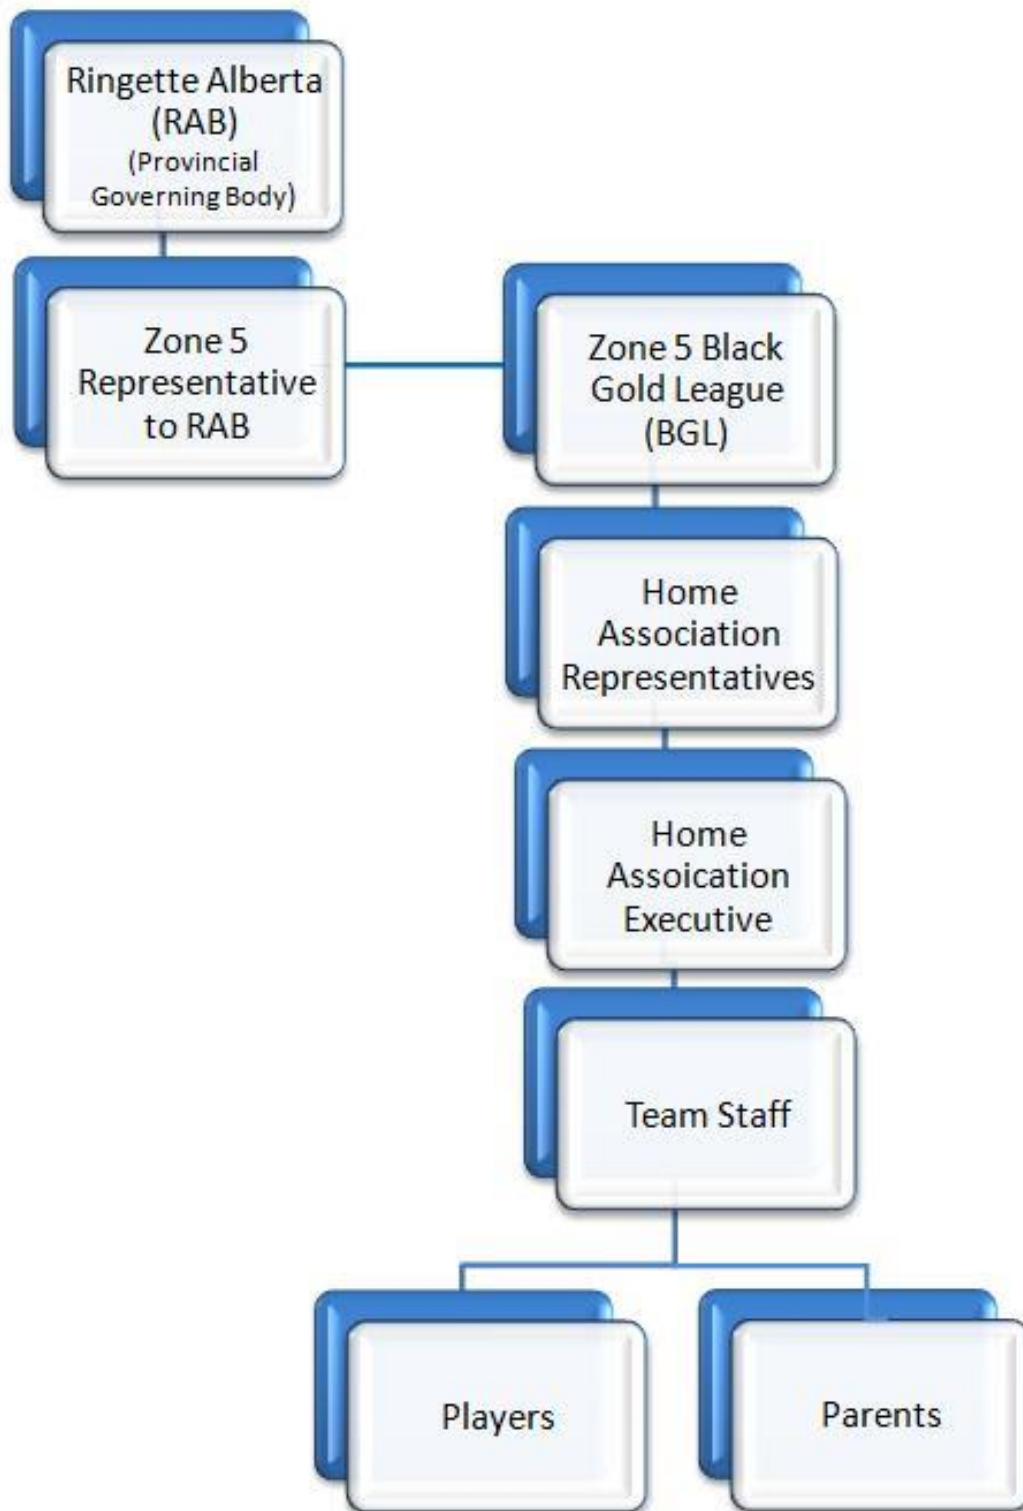 Ringette Alberta
(RAB)
(Provincial
Governing Body)
Zone 5
Representative
to RAB
Zone 5 Black
Gold League
(BGL)
Home
Association
Representatives
Home
Assoication
Executive
Team Staff
Players
Parents